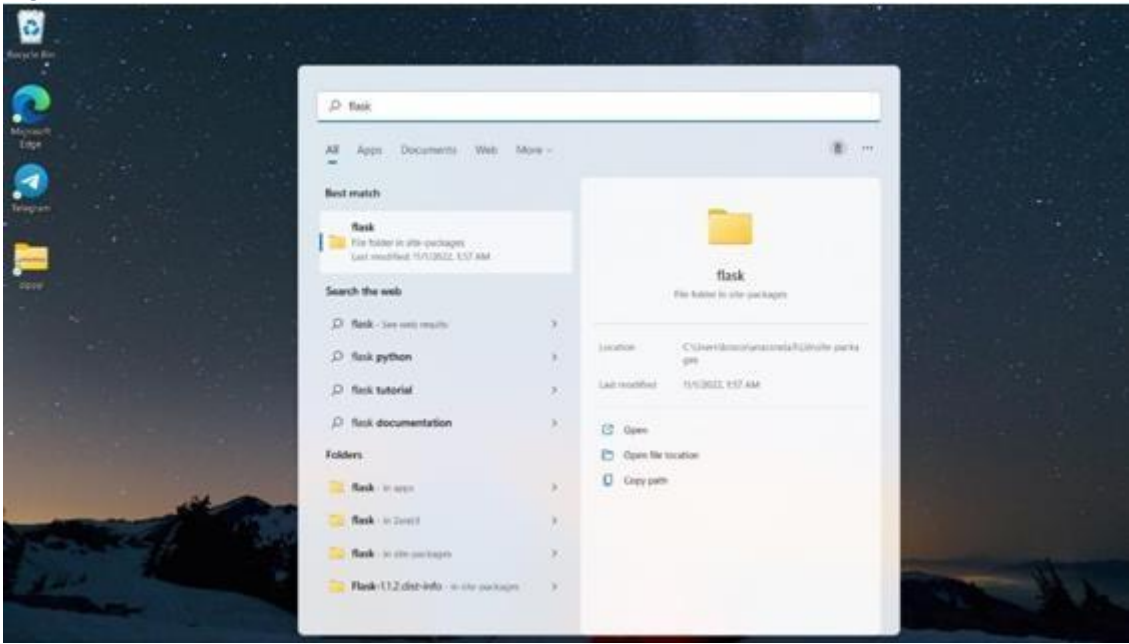 Recycle Bin
Microsoft
Edge
Telegram
flask
All Apps Documents Web More
Best match
flask
File folder in site-packages
Last modified: 11/1/2022, 1:57 AM
Search the web
flask - See web results
flask python
flask tutorial
flask documentation
Folders
flask - in apps
flask - in
flask - in site-packages
Flask-1.1.2.dist-info - in site-packages
flask
File folder in site-packages
Location
Last modified 11/1/2022, 1:57 AM
Open
Open file location
Copy path